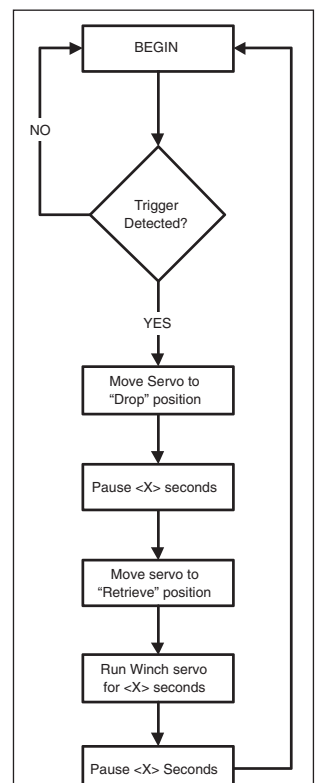 BEGIN
NO
Trigger
Detected?
YES
Move Servo to
“Drop” position
Pause <X> seconds
Move servo to
“Retrieve” position
Run Winch servo
for <X> seconds
Pause <X> Seconds